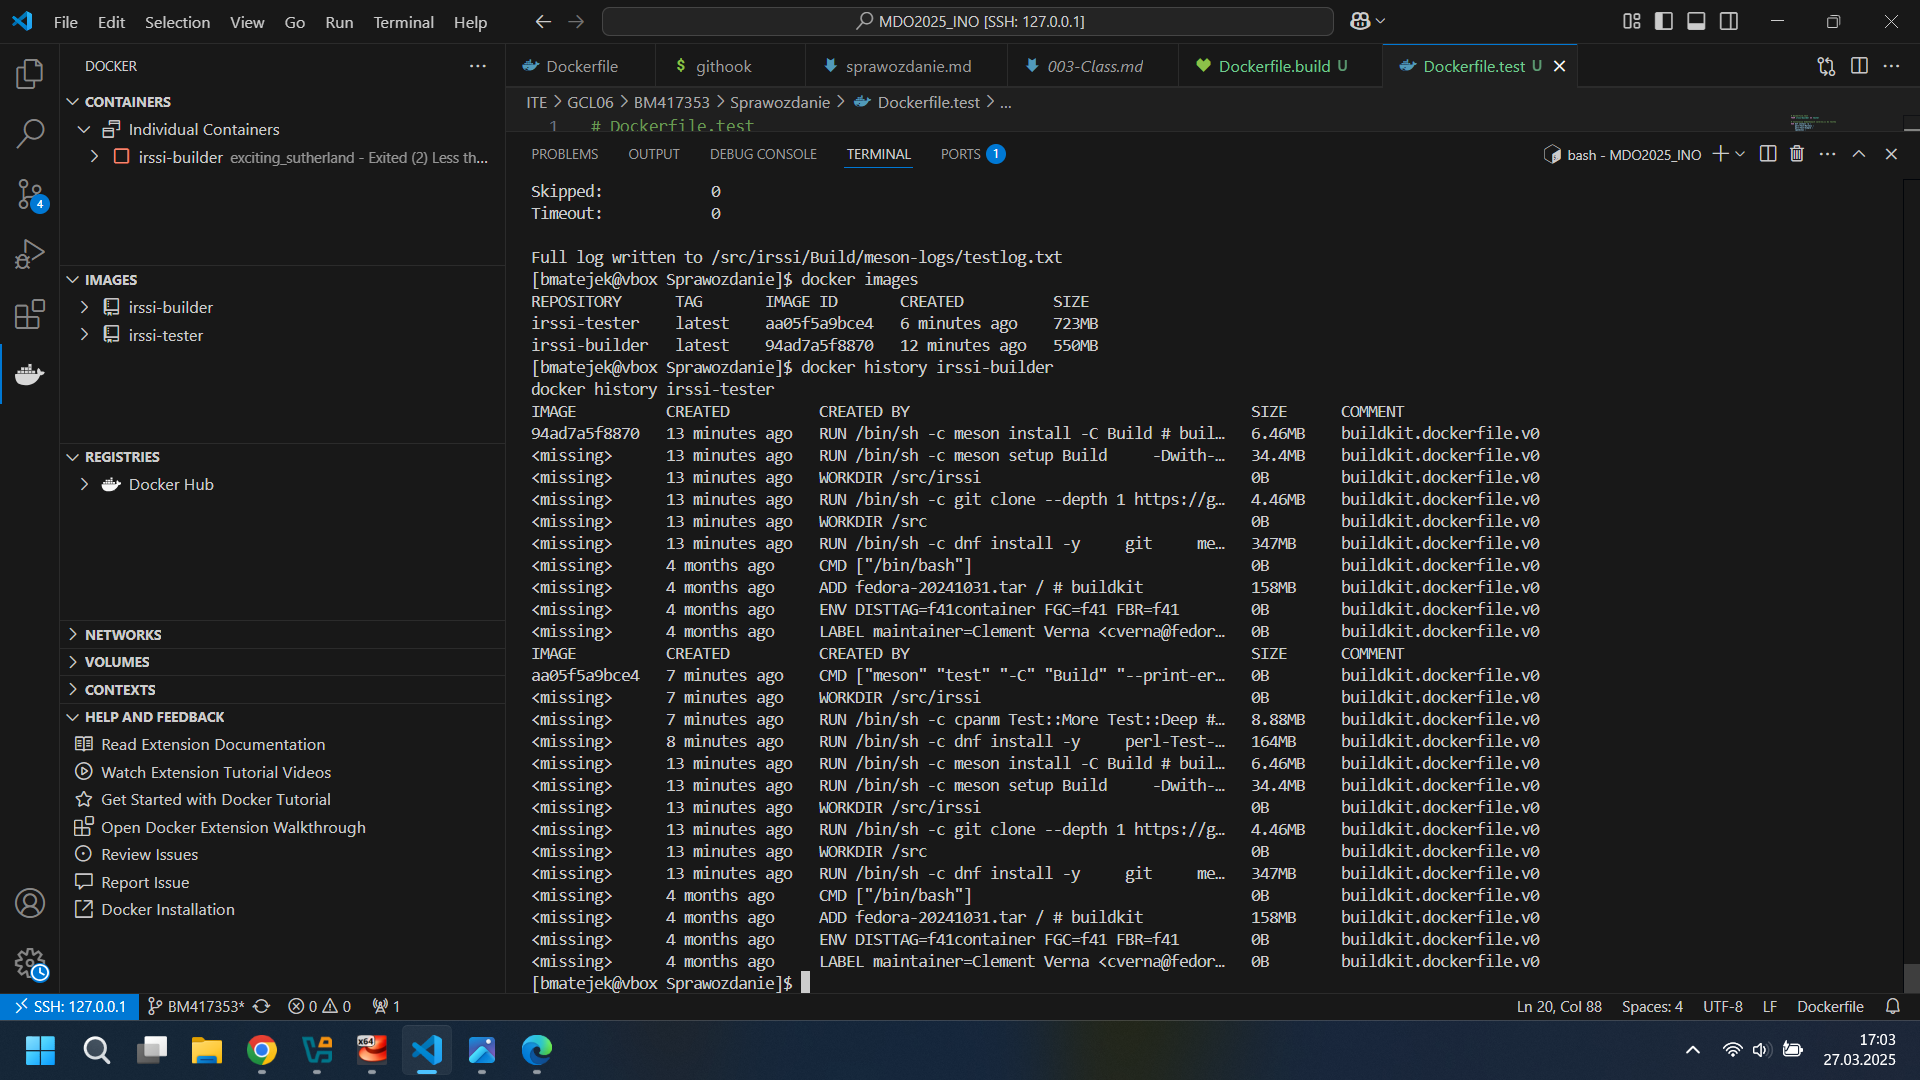 File Edit Selection View Go Run Terminal Help
MDO2025_INO [SSH: 127.0.0.1]
DOCKER
CONTAINERS
Individual Containers
irssi-builder exciting_sutherland - Exited (2) Less th...
IMAGES
irssi-builder
irssi-tester
REGISTRIES
Docker Hub
NETWORKS
VOLUMES
CONTEXTS
HELP AND FEEDBACK
Read Extension Documentation
Watch Extension Tutorial Videos
Get Started with Docker Tutorial
Open Docker Extension Walkthrough
Review Issues
Report Issue
Docker Installation
4
Dockerfile
$ githook
sprawozdanie.md
003-Class.md
Dockerfile.build U
Dockerfile.test U
ITE > GCL06 > BM417353 > Sprawozdanie > Dockerfile.test > ...
1 # Dockerfile.test
PROBLEMS OUTPUT DEBUG CONSOLE TERMINAL PORTS 1
bash - MDO2025_INO
Skipped: 0
Timeout: 0
Full log written to /src/irssi/Build/meson-logs/testlog.txt
[bmatejek@vbox Sprawozdanie]$ docker images
REPOSITORY TAG IMAGE ID CREATED SIZE
irssi-tester latest aa05f5a9bce4 6 minutes ago 723MB
irssi-builder latest 94ad7a5f8870 12 minutes ago 550MB
[bmatejek@vbox Sprawozdanie]$ docker history irssi-builder
docker history irssi-tester
IMAGE CREATED CREATED BY SIZE COMMENT
94ad7a5f8870 13 minutes ago RUN /bin/sh -c meson install -C Build # buil… 6.46MB buildkit.dockerfile.v0
<missing> 13 minutes ago RUN /bin/sh -c meson setup Build -Dwith-… 34.4MB buildkit.dockerfile.v0
<missing> 13 minutes ago WORKDIR /src/irssi 0B buildkit.dockerfile.v0
<missing> 13 minutes ago RUN /bin/sh -c git clone --depth 1 https://g… 4.46MB buildkit.dockerfile.v0
<missing> 13 minutes ago WORKDIR /src 0B buildkit.dockerfile.v0
<missing> 13 minutes ago RUN /bin/sh -c dnf install -y git me… 347MB buildkit.dockerfile.v0
<missing> 4 months ago CMD ["/bin/bash"] 0B buildkit.dockerfile.v0
<missing> 4 months ago ADD fedora-20241031.tar / # buildkit 158MB buildkit.dockerfile.v0
<missing> 4 months ago ENV DISTTAG=f41container FGC=f41 FBR=f41 0B buildkit.dockerfile.v0
<missing> 4 months ago LABEL maintainer=Clement Verna <cverna@fedor… 0B buildkit.dockerfile.v0
IMAGE CREATED CREATED BY SIZE COMMENT
aa05f5a9bce4 7 minutes ago CMD ["meson" "test" "-C" "Build" "--print-er… 0B buildkit.dockerfile.v0
<missing> 7 minutes ago WORKDIR /src/irssi 0B buildkit.dockerfile.v0
<missing> 7 minutes ago RUN /bin/sh -c cpanm Test::More Test::Deep #… 8.88MB buildkit.dockerfile.v0
<missing> 8 minutes ago RUN /bin/sh -c dnf install -y perl-Test-… 164MB buildkit.dockerfile.v0
<missing> 13 minutes ago RUN /bin/sh -c meson install -C Build # buil… 6.46MB buildkit.dockerfile.v0
<missing> 13 minutes ago RUN /bin/sh -c meson setup Build -Dwith-… 34.4MB buildkit.dockerfile.v0
<missing> 13 minutes ago WORKDIR /src/irssi 0B buildkit.dockerfile.v0
<missing> 13 minutes ago RUN /bin/sh -c git clone --depth 1 https://g… 4.46MB buildkit.dockerfile.v0
<missing> 13 minutes ago WORKDIR /src 0B buildkit.dockerfile.v0
<missing> 13 minutes ago RUN /bin/sh -c dnf install -y git me… 347MB buildkit.dockerfile.v0
<missing> 4 months ago CMD ["/bin/bash"] 0B buildkit.dockerfile.v0
<missing> 4 months ago ADD fedora-20241031.tar / # buildkit 158MB buildkit.dockerfile.v0
<missing> 4 months ago ENV DISTTAG=f41container FGC=f41 FBR=f41 0B buildkit.dockerfile.v0
<missing> 4 months ago LABEL maintainer=Clement Verna <cverna@fedor… 0B buildkit.dockerfile.v0
[bmatejek@vbox Sprawozdanie]$
SSH: 127.0.0.1 BM417353* 0 0 1
Ln 20, Col 88 Spaces: 4 UTF-8 LF Dockerfile
x64
17:03
27.03.2025